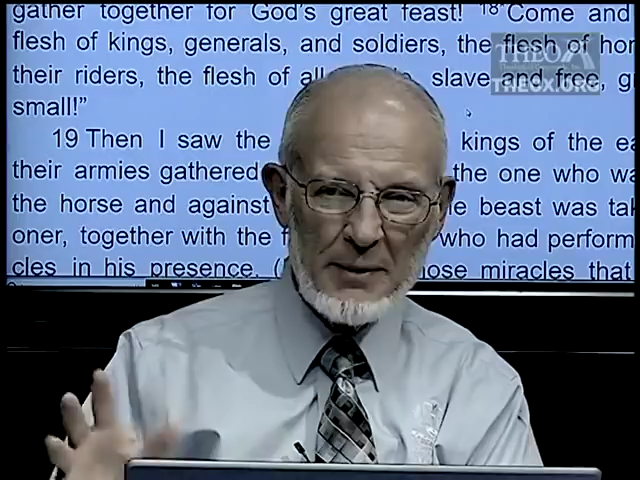 gather together for God's great feast! 18 Come and
flesh of kings, generals, and soldiers, the flesh of hor
their riders, the flesh of all slave and free, g
small!"
19 Then I saw the kings of the ea
their armies gathered the one who wa
the horse and against beast was tak
oner, together with the f who had perform
cles in his presence. ( hose miracles that
THEOX
THEOX.ORG